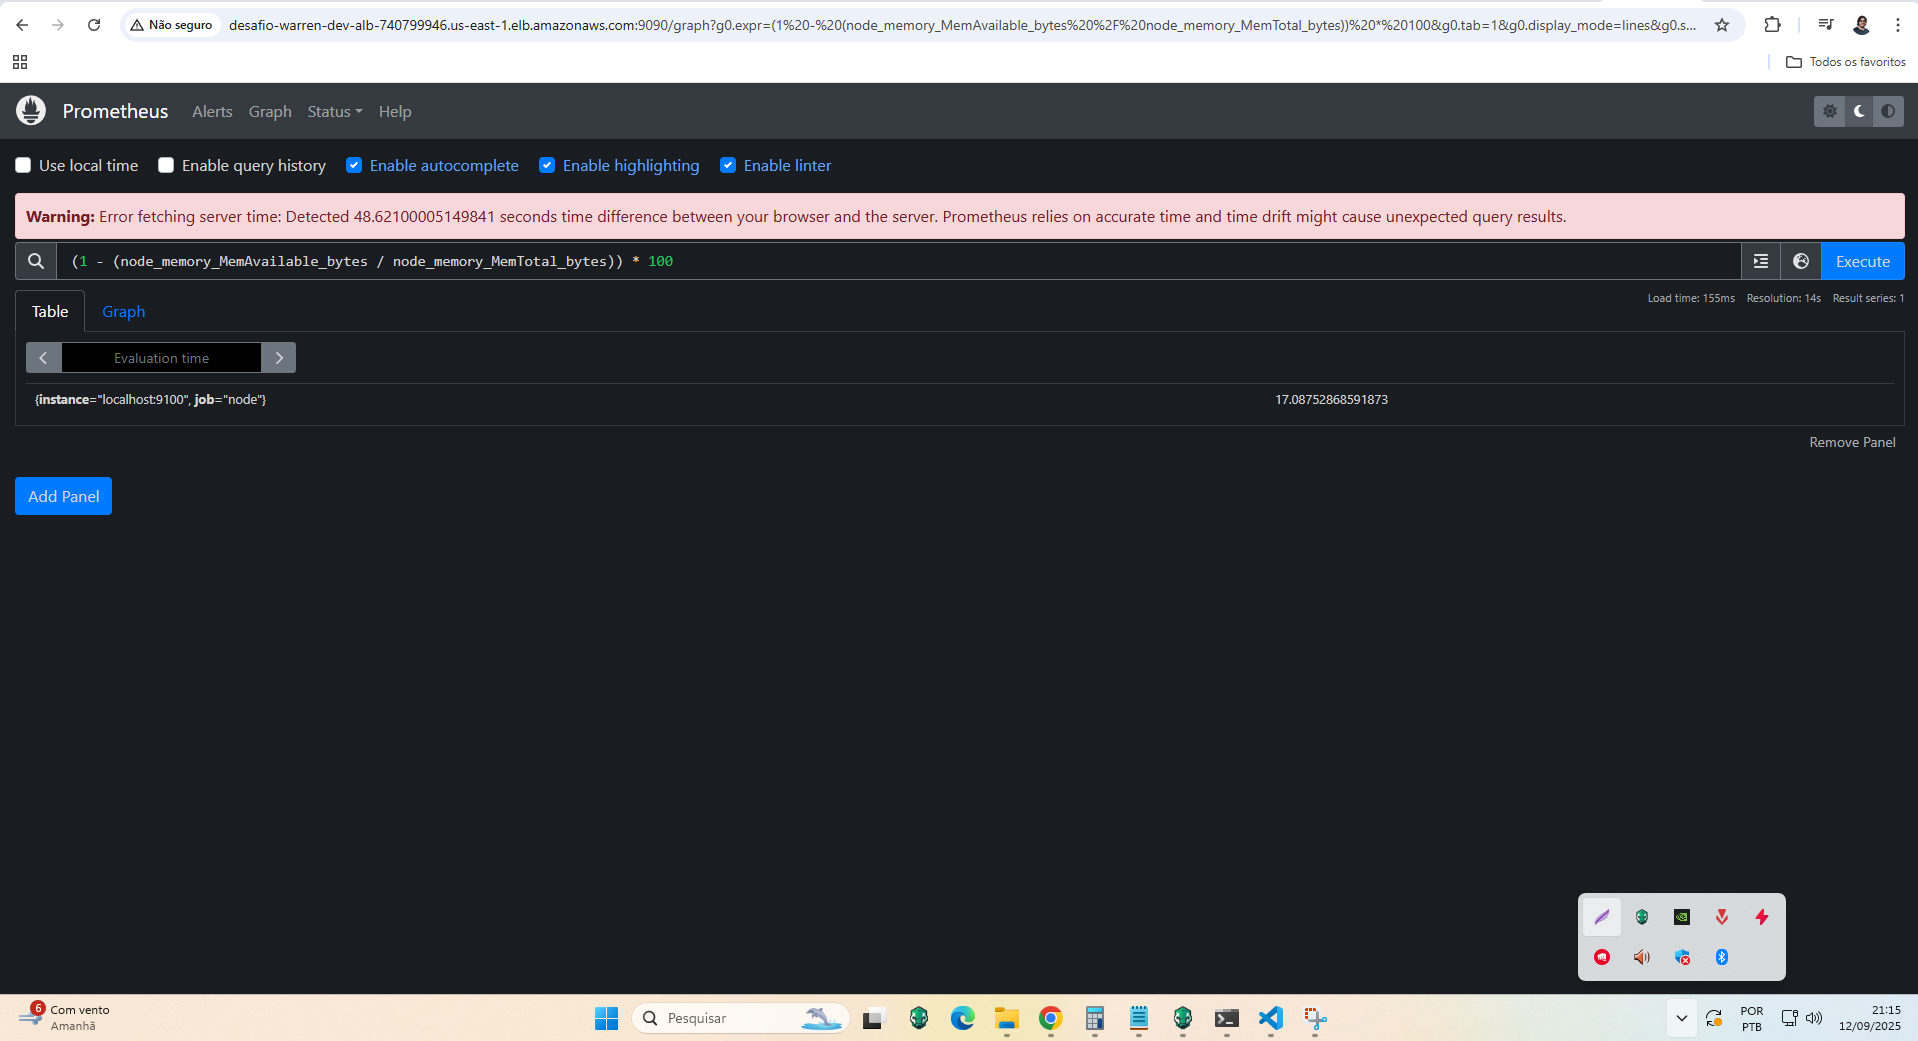 Não seguro
desafio-warren-dev-alb-740799946.us-east-1.elb.amazonaws.com:9090/graph?g0.expr=(1%20-%20(node_memory_MemAvailable_bytes%20%2F%20node_memory_MemTotal_bytes))%20*%20100&g0.tab=1&g0.display_mode=lines&g0.s...
Todos os favoritos
Prometheus Alerts Graph Status Help
Use local time Enable query history Enable autocomplete Enable highlighting Enable linter
Warning: Error fetching server time: Detected 48.62100005149841 seconds time difference between your browser and the server. Prometheus relies on accurate time and time drift might cause unexpected query results.
(1 - (node_memory_MemAvailable_bytes / node_memory_MemTotal_bytes)) * 100
Execute
Table Graph
Load time: 155ms Resolution: 14s Result series: 1
Evaluation time
{instance="localhost:9100", job="node"} 17.08752868591873
Remove Panel
Add Panel
6
Com vento
Amanhã
Pesquisar
POR
PTB
21:15
12/09/2025